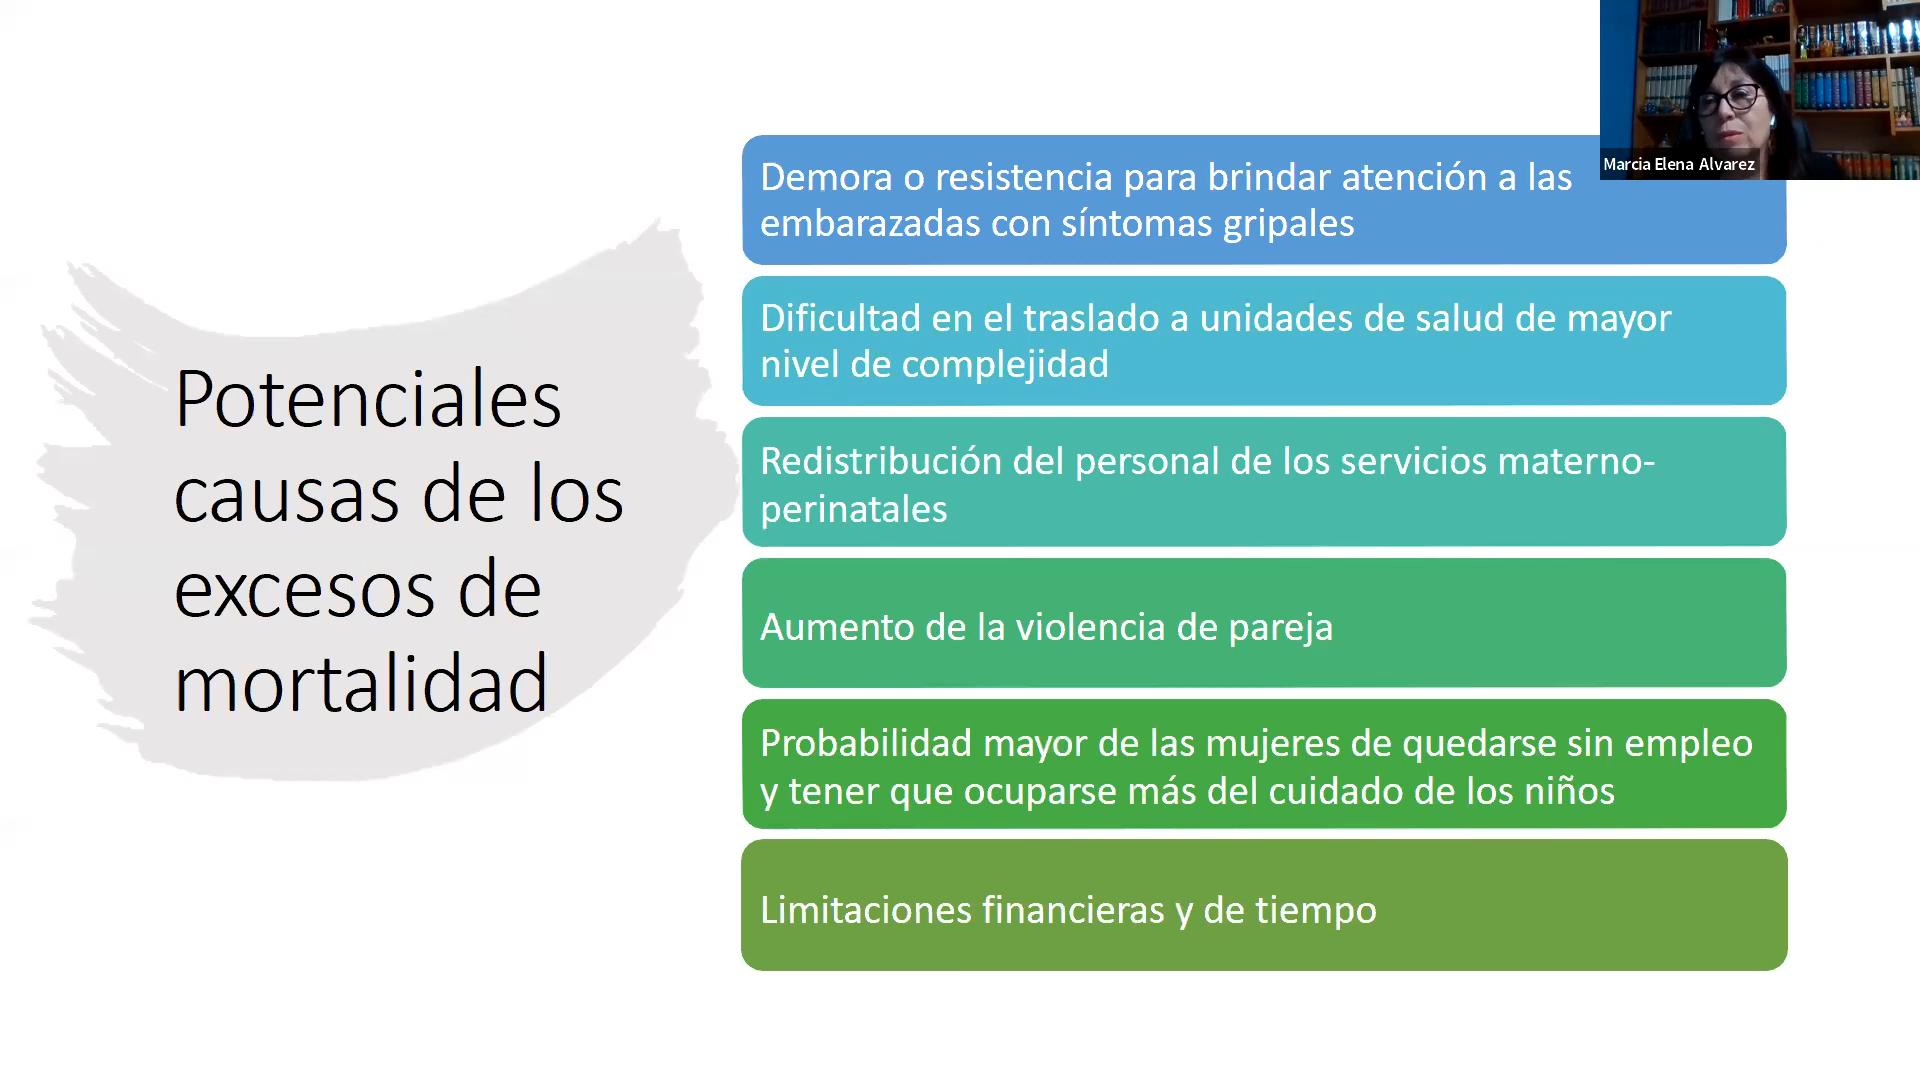 Marcia Elena Alvarez
Potenciales
causas de los
excesos de
mortalidad
Demora o resistencia para brindar atención a las
embarazadas con síntomas gripales
Dificultad en el traslado a unidades de salud de mayor
nivel de complejidad
Redistribución del personal de los servicios materno-
perinatales
Aumento de la violencia de pareja
Probabilidad mayor de las mujeres de quedarse sin empleo
y tener que ocuparse más del cuidado de los niños
Limitaciones financieras y de tiempo